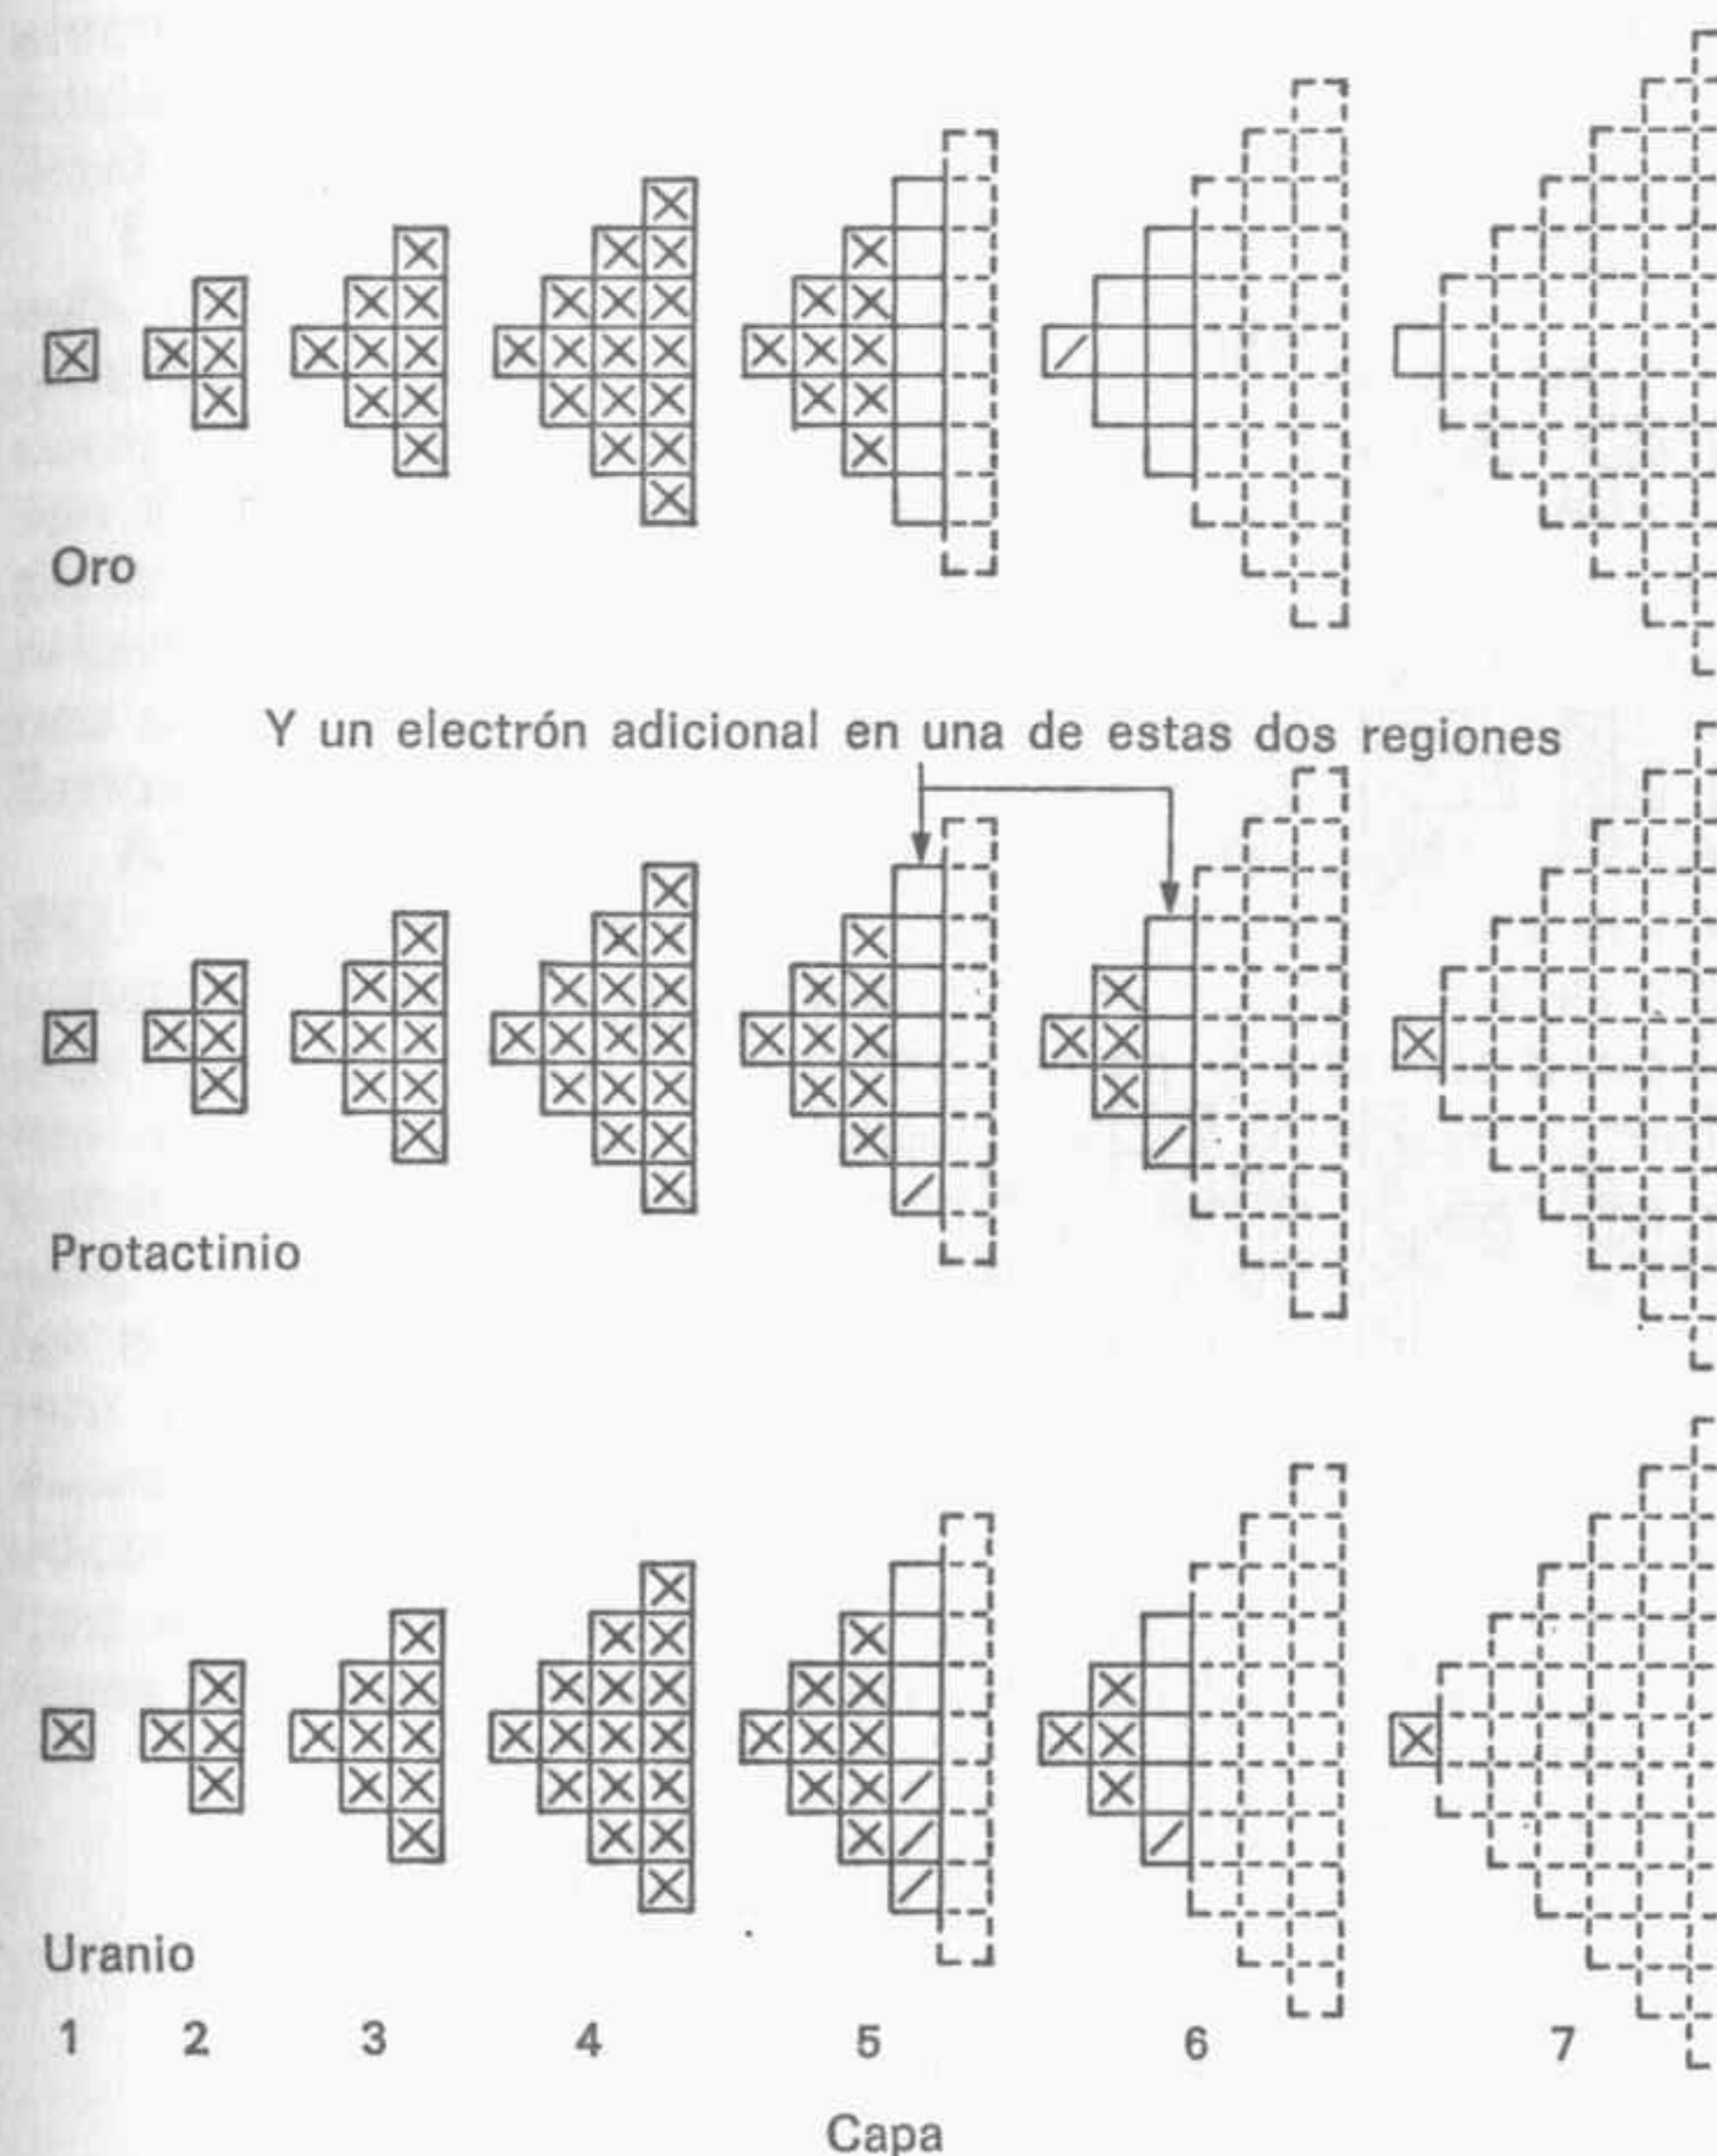 Oro
Y un electrón adicional en una de estas dos regiones
Protactinio
Uranio
1 2 3 4 5 6 7
Capa